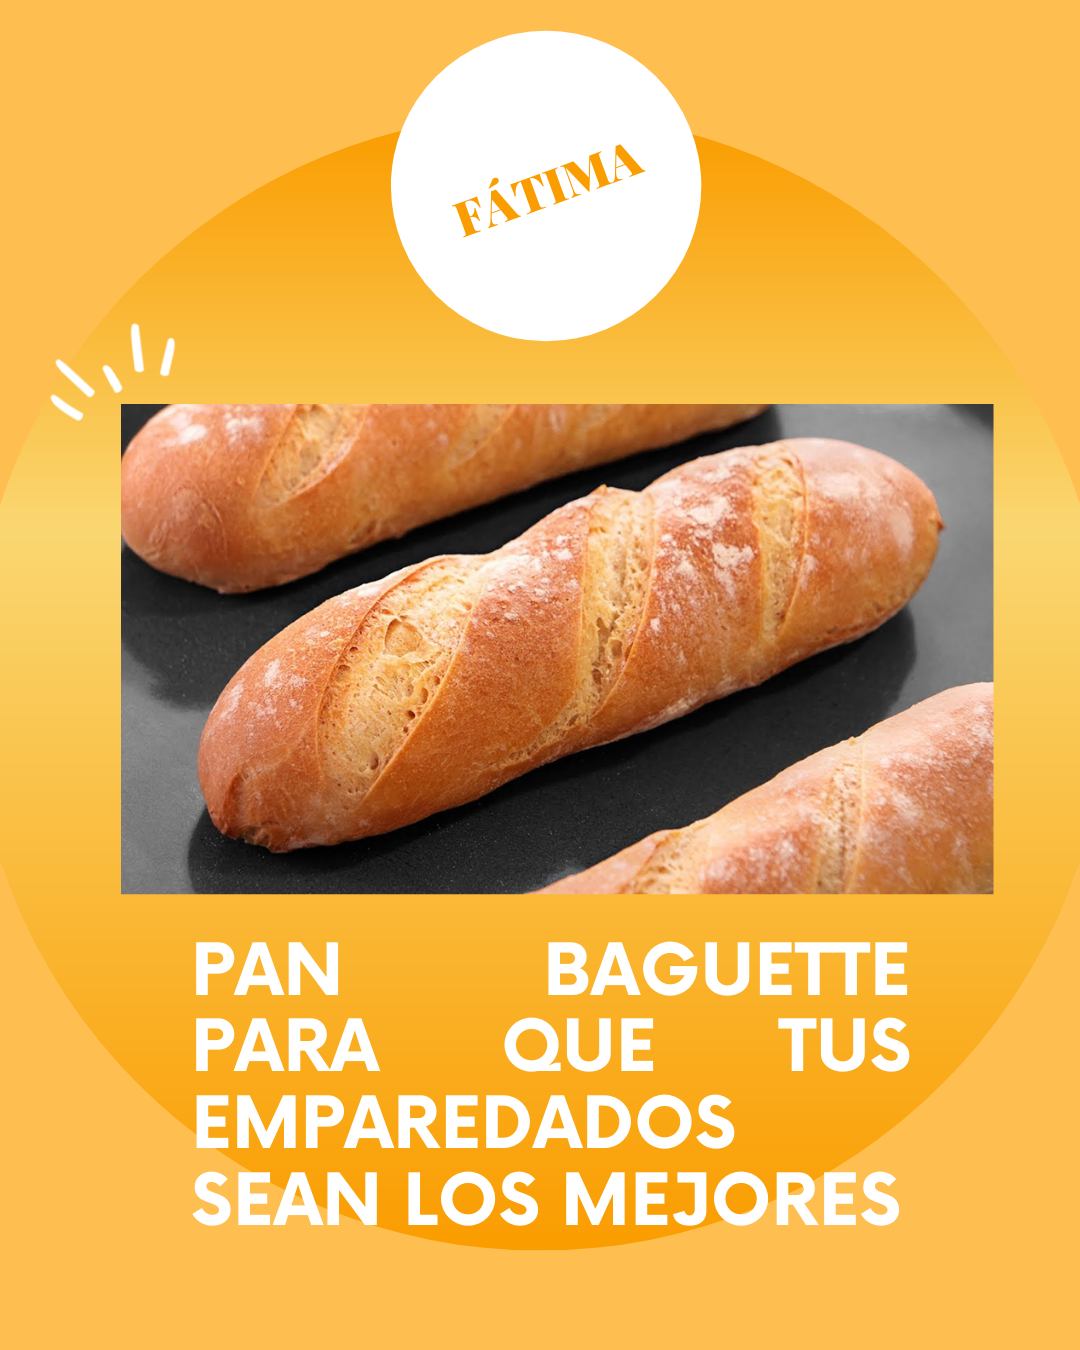 FÁTIMA
PAN BAGUETTE
PARA QUE TUS
EMPAREDADOS
SEAN LOS MEJORES